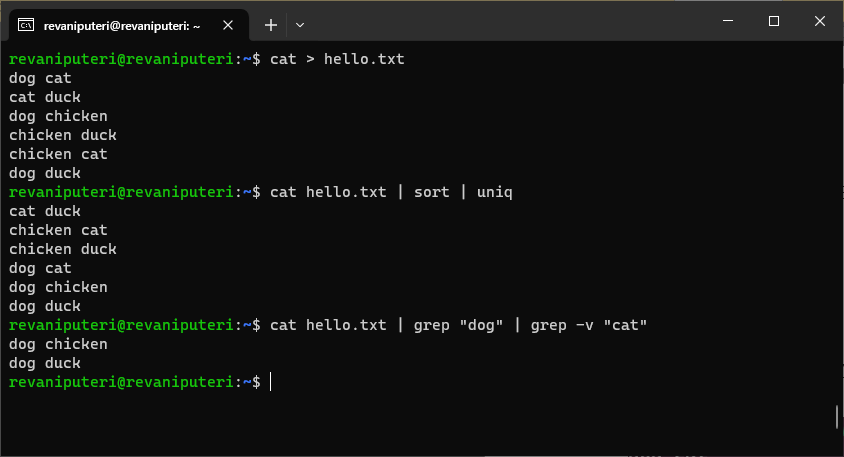 revaniputeri@revaniputeri: ~
revaniputeri@revaniputeri:~$ cat > hello.txt
dog cat
cat duck
dog chicken
chicken duck
chicken cat
dog duck
revaniputeri@revaniputeri:~$ cat hello.txt | sort | uniq
cat duck
chicken cat
chicken duck
dog cat
dog chicken
dog duck
revaniputeri@revaniputeri:~$ cat hello.txt | grep "dog" | grep -v "cat"
dog chicken
dog duck
revaniputeri@revaniputeri:~$